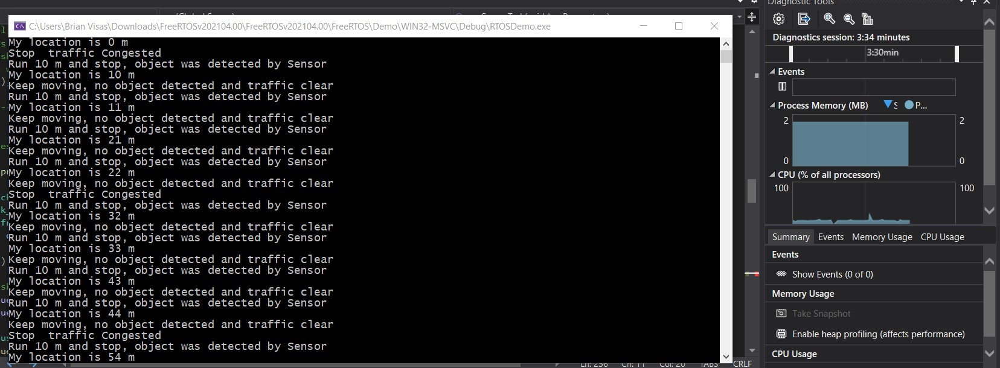 Diagnostic Tools
C:\Users\Brian Visas\Downloads\FreeRTOSv202104.00\FreeRTOSv202104.00\FreeRTOS\Demo\WIN32-MSVC\Debug\RTOSDemo.exe
My location is 0 m
Stop  traffic Congested
Run 10 m and stop, object was detected by Sensor
My location is 10 m
Keep moving, no object detected and traffic clear
Run 10 m and stop, object was detected by Sensor
My location is 11 m
Keep moving, no object detected and traffic clear
Run 10 m and stop, object was detected by Sensor
My location is 21 m
Keep moving, no object detected and traffic clear
Run 10 m and stop, object was detected by Sensor
My location is 22 m
Keep moving, no object detected and traffic clear
Stop  traffic Congested
Run 10 m and stop, object was detected by Sensor
My location is 32 m
Keep moving, no object detected and traffic clear
Run 10 m and stop, object was detected by Sensor
My location is 33 m
Keep moving, no object detected and traffic clear
Run 10 m and stop, object was detected by Sensor
My location is 43 m
Keep moving, no object detected and traffic clear
Run 10 m and stop, object was detected by Sensor
My location is 44 m
Keep moving, no object detected and traffic clear
Stop  traffic Congested
Run 10 m and stop, object was detected by Sensor
My location is 54 m
Diagnostics session: 3:34 minutes
3:30min
Events
Process Memory (MB) S P...
2 2
0 0
CPU (% of all processors)
100 100
Summary Events Memory Usage CPU Usage
Events
Show Events (0 of 0)
Memory Usage
Take Snapshot
Enable heap profiling (affects performance)
CPU Usage
Ln: 256 Ch: 11 Col: 20 TABS CRLF